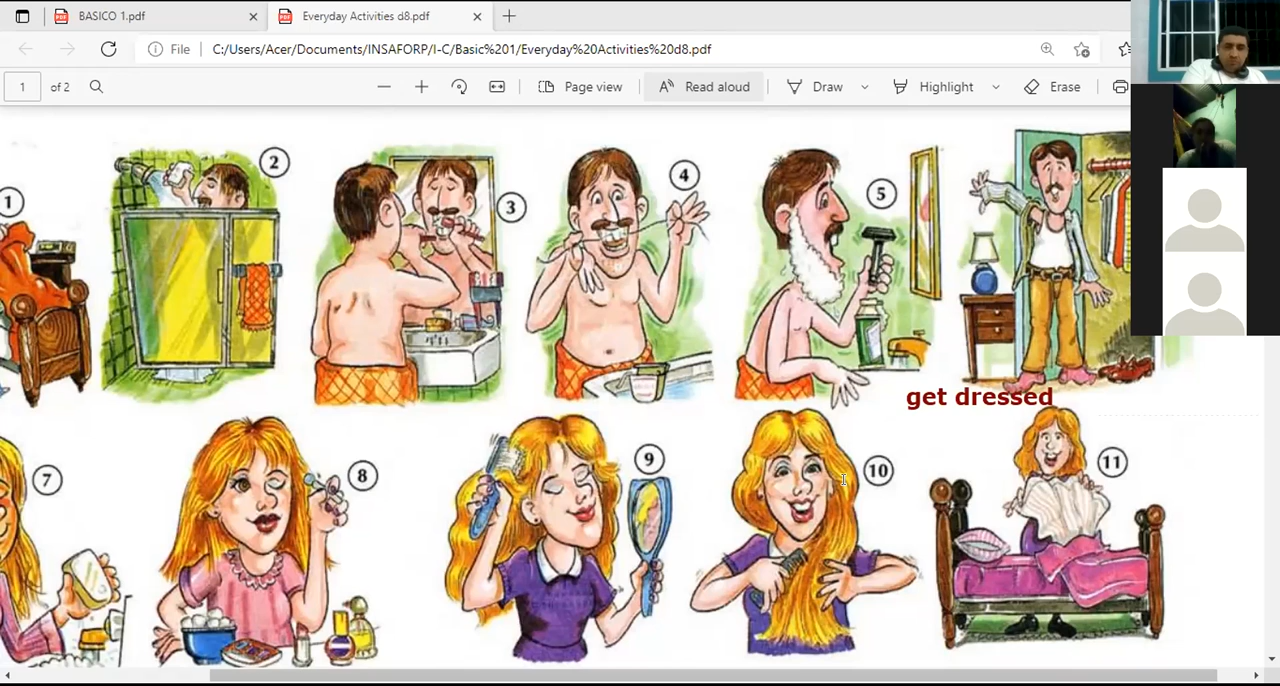 BASICO 1.pdf
Everyday Activities d8.pdf
File C:/Users/Acer/Documents/INSAFORP/I-C/Basic%201/Everyday%20Activities%20d8.pdf
1 of 2 Page view Read aloud Draw Highlight Erase
1 2 3 4 5
get dressed
7 8 9 10 11